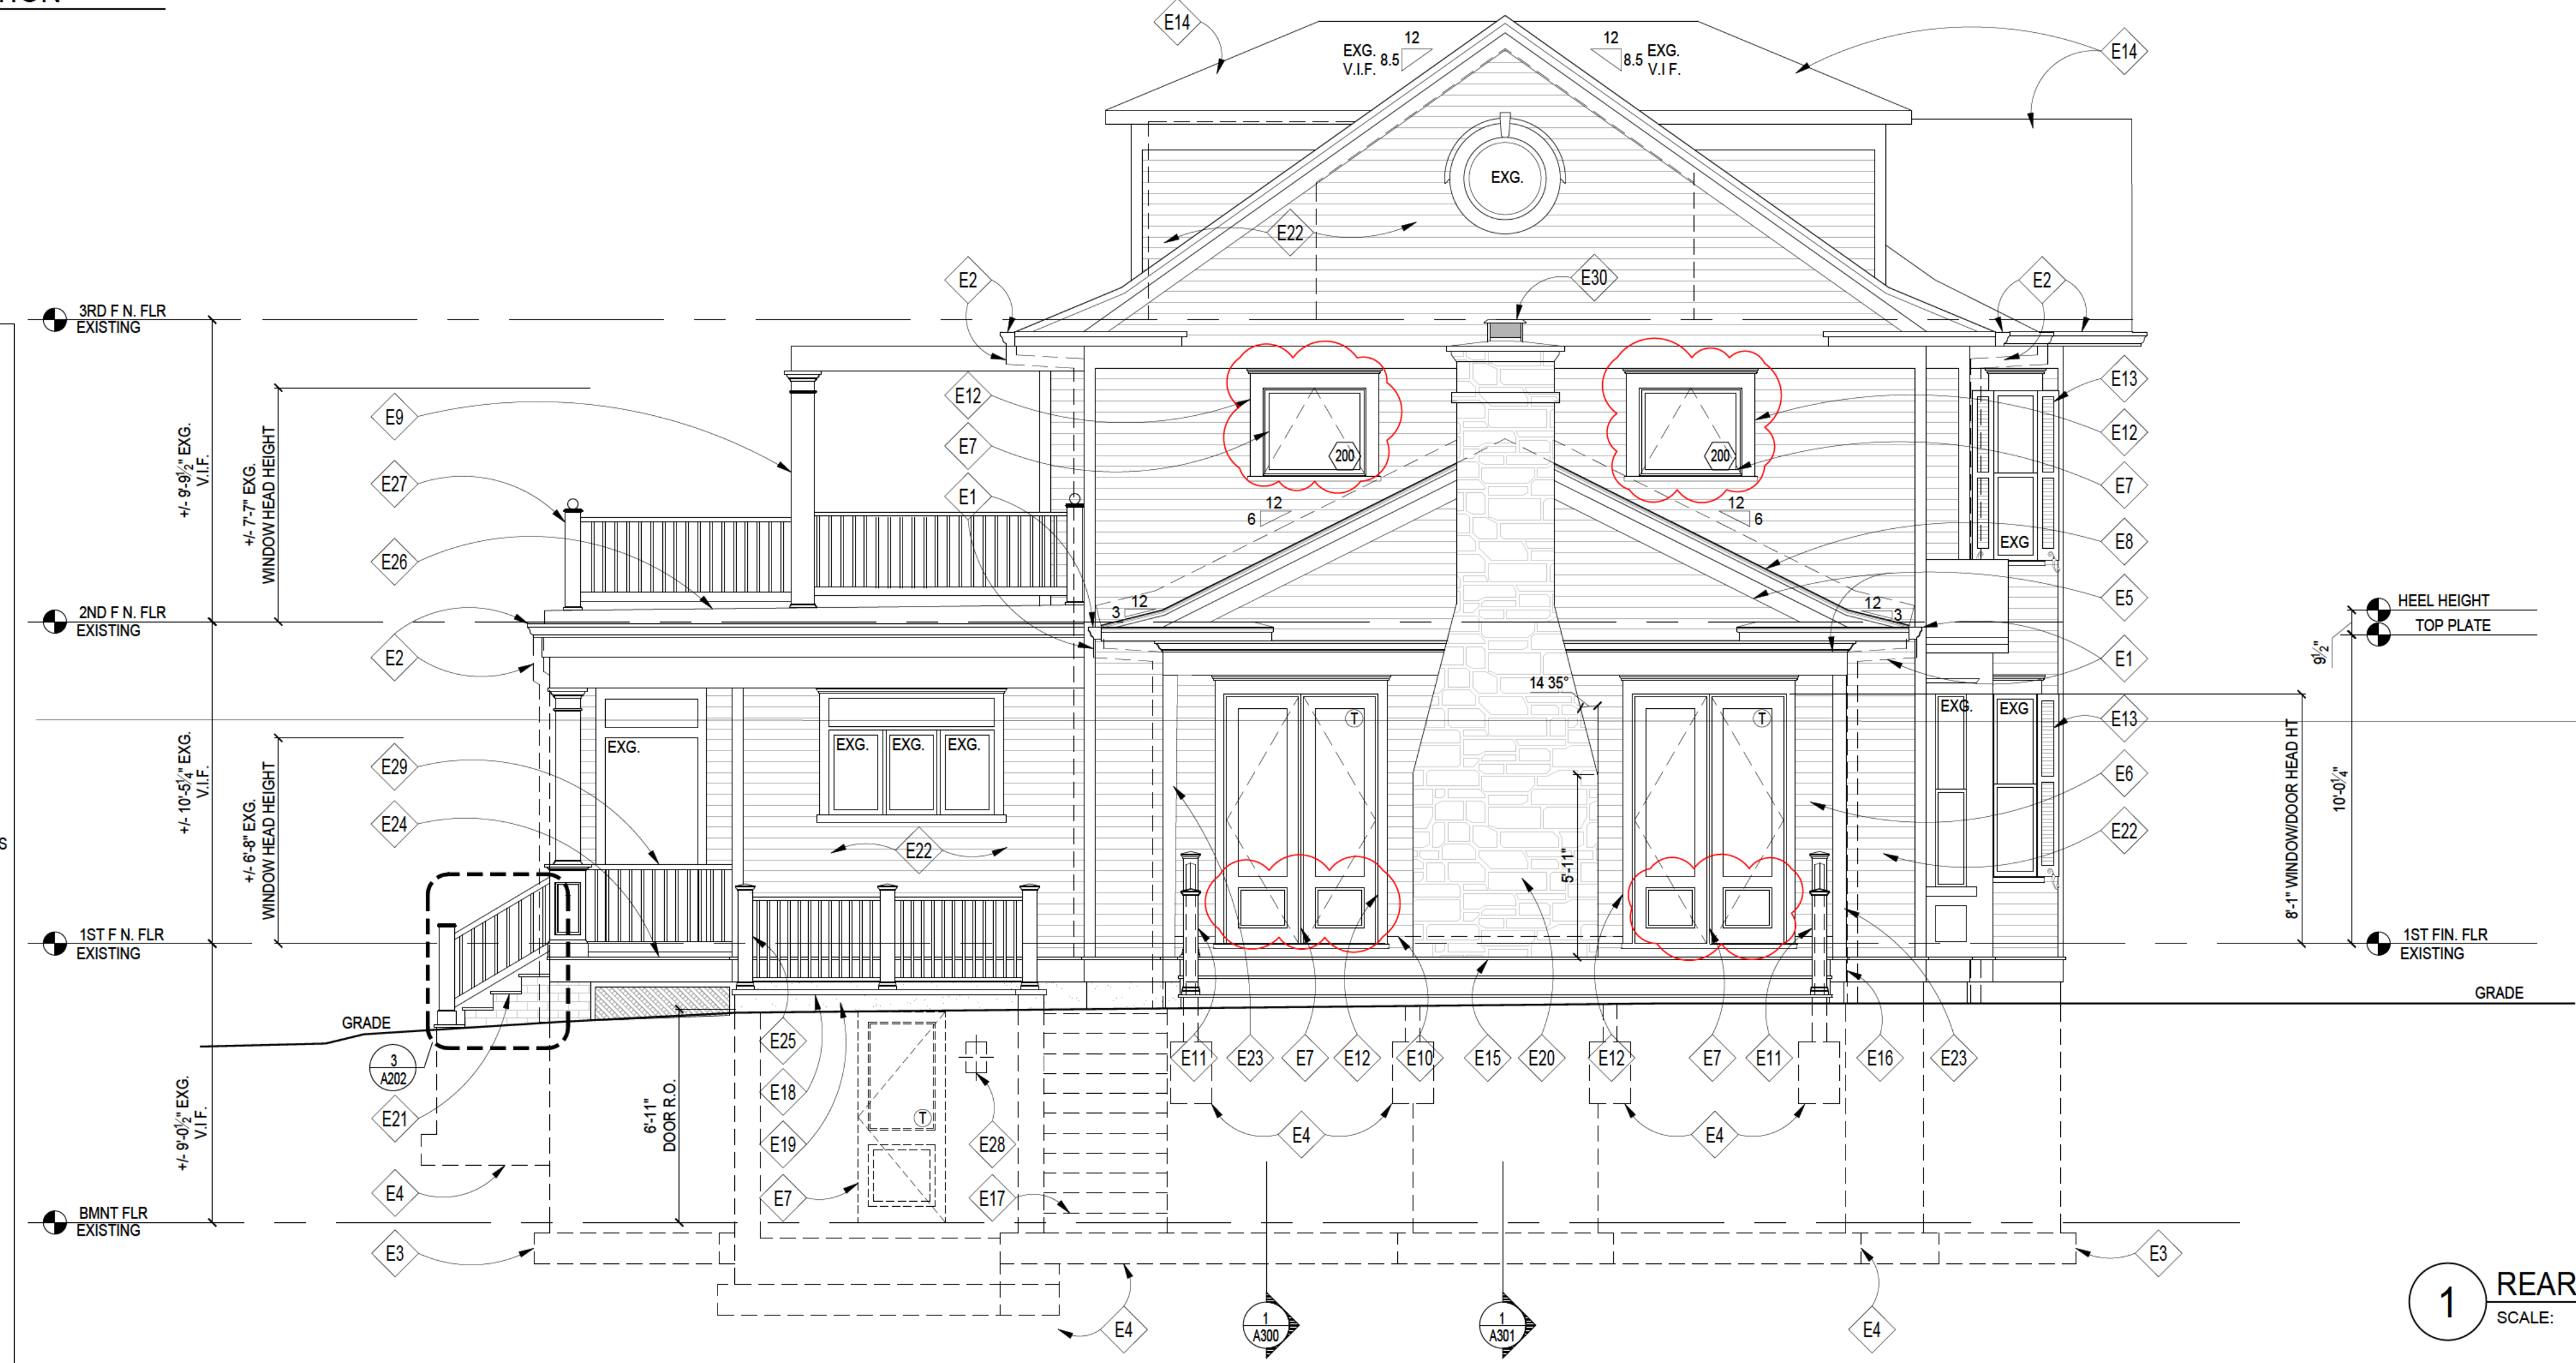 E14
12
EXG.
V.I.F.
8.5
12
8.5
EXG.
V.I F.
E14
EXG.
E22
E2
E30
E2
3RD F N. FLR
EXISTING
E9
E12
E7
E1
E27
E26
E2
200
200
E13
E12
E7
E8
E5
E1
EXG
+/- 9'-9½" EXG.
V.I.F.
+/- 7'-7" EXG.
WINDOW HEAD HEIGHT
12
6
12
6
12
3
12
3
2ND F N. FLR
EXISTING
HEEL HEIGHT
TOP PLATE
9½"
14 35°
T
T
EXG.
EXG.
EXG.
EXG.
EXG.
EXG
E13
E6
E22
E29
E24
E22
+/- 10'-5¼" EXG.
V.I.F.
+/- 6'-8" EXG.
WINDOW HEAD HEIGHT
5'-11"
8'-1" WINDOW/DOOR HEAD HT
10'-0¼"
S
1ST F N. FLR
EXISTING
1ST FIN. FLR
EXISTING
GRADE
GRADE
3
A202
E21
E25
E18
E19
E7
E28
E17
T
E11
E23
E7
E12
E10
E15
E20
E12
E7
E11
E16
E23
E4
E4
6'-11"
DOOR R.O.
+/- 9'-0½" EXG.
V.I F.
E4
BMNT FLR
EXISTING
E3
E3
E4
E4
1
A300
1
A301
1
REAR
SCALE: